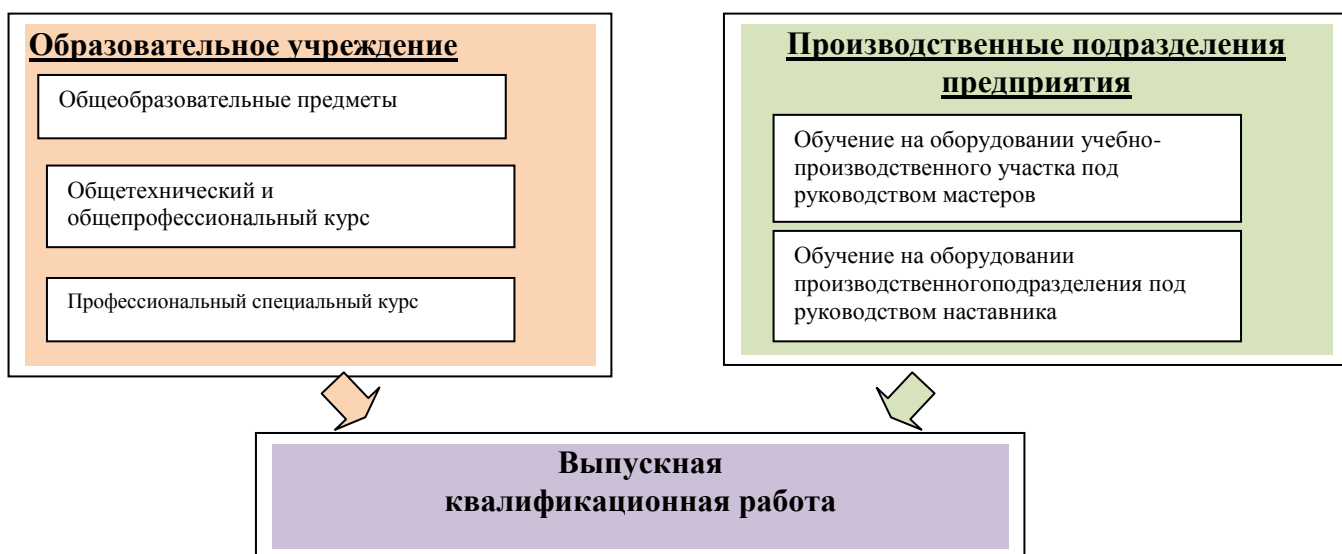 Образовательное учреждение
Общеобразовательные предметы
Общетехнический и
общепрофессиональный курс
Профессиональный специальный курс
Производственные подразделения
предприятия
Обучение на оборудовании учебно-
производственного участка под
руководством мастеров
Обучение на оборудовании
производственногоподразделения под
руководством наставника
Выпускная
квалификационная работа